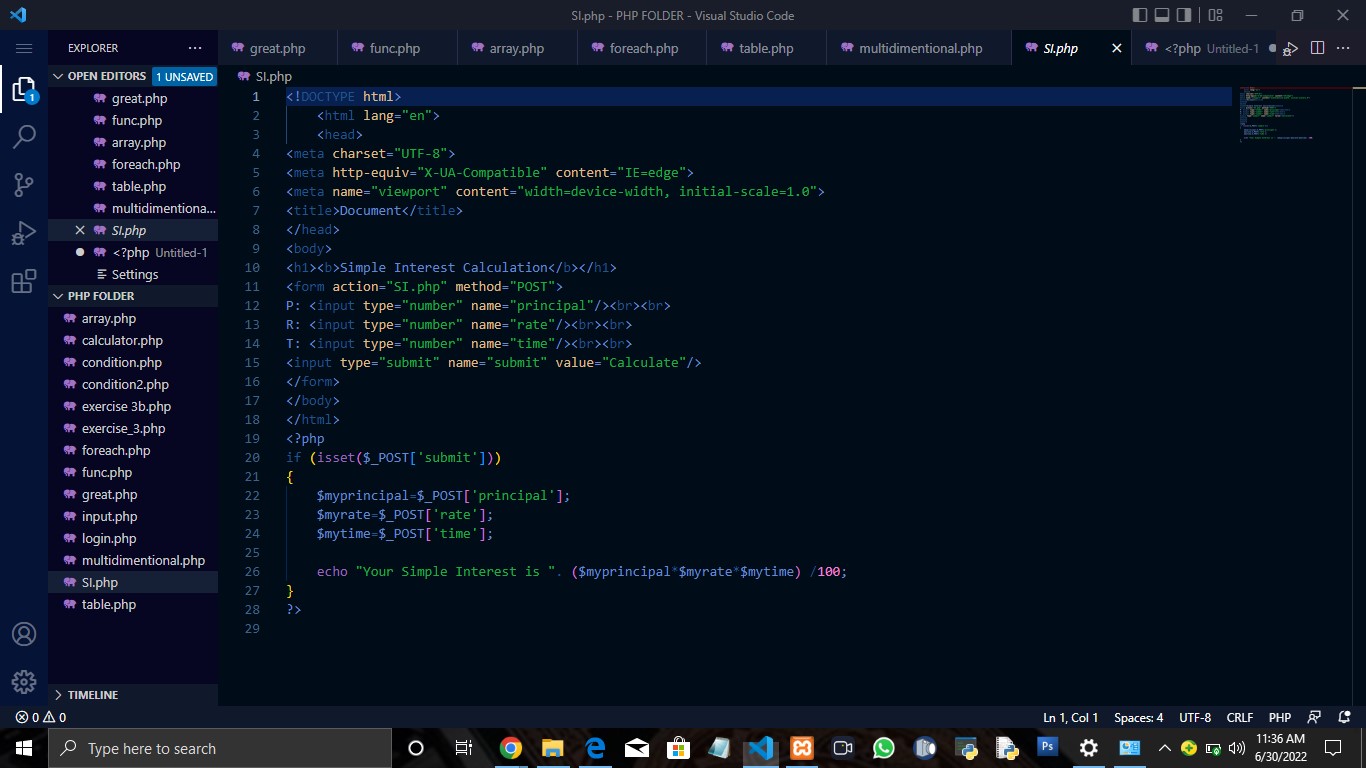 SI.php - PHP FOLDER - Visual Studio Code
EXPLORER
great.php
func.php
array.php
foreach.php
table.php
multidimentional.php
SI.php
<?php Untitled-1
OPEN EDITORS
1 UNSAVED
great.php
func.php
array.php
foreach.php
table.php
multidimentiona...
SI.php
<?php Untitled-1
Settings
PHP FOLDER
array.php
calculator.php
condition.php
condition2.php
exercise 3b.php
exercise_3.php
foreach.php
func.php
great.php
input.php
login.php
multidimentional.php
SI.php
table.php
TIMELINE
1
SI.php
1 <!DOCTYPE html>
2 <html lang="en">
3 <head>
4 <meta charset="UTF-8">
5 <meta http-equiv="X-UA-Compatible" content="IE=edge">
6 <meta name="viewport" content="width=device-width, initial-scale=1.0">
7 <title>Document</title>
8 </head>
9 <body>
10 <h1><b>Simple Interest Calculation</b></h1>
11 <form action="SI.php" method="POST">
12 P: <input type="number" name="principal"/><br><br>
13 R: <input type="number" name="rate"/><br><br>
14 T: <input type="number" name="time"/><br><br>
15 <input type="submit" name="submit" value="Calculate"/>
16 </form>
17 </body>
18 </html>
19 <?php
20 if (isset($_POST['submit']))
21 {
22 $myprincipal=$_POST['principal'];
23 $myrate=$_POST['rate'];
24 $mytime=$_POST['time'];
25
26 echo "Your Simple Interest is ". ($myprincipal*$myrate*$mytime) /100;
27 }
28 ?>
29
0 0
Ln 1, Col 1 Spaces: 4 UTF-8 CRLF PHP
Type here to search
Ps
11:36 AM
6/30/2022